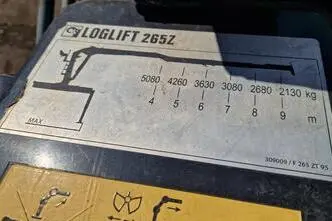 LOGLIFT 265Z
5080 4260 3630 3080 2680 2130 kg
4 5 6 7 8 9 m
MAX
309009 / F 265 ZT 95